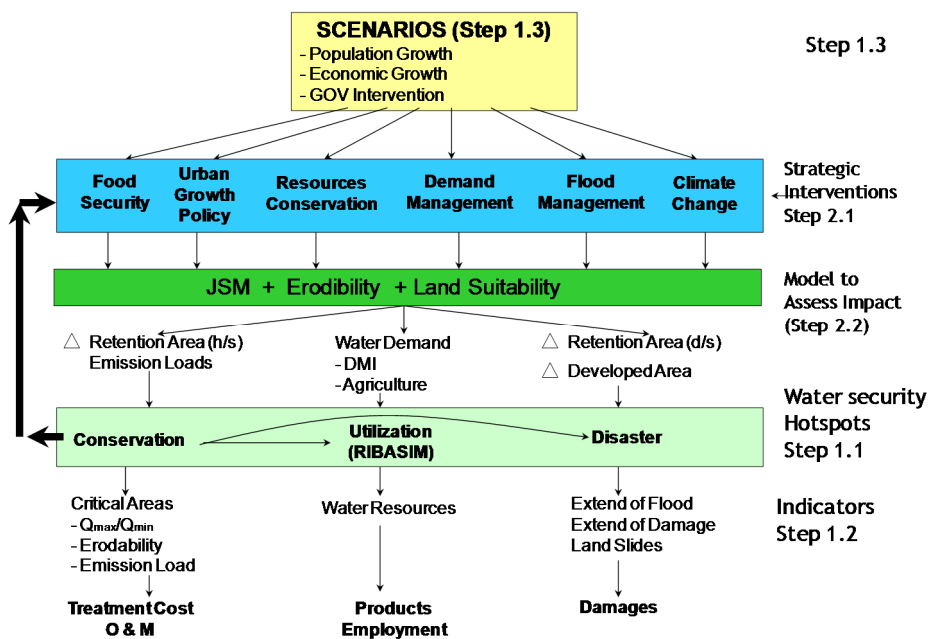 SCENARIOS (Step 1.3)
- Population Growth
- Economic Growth
- GOV Intervention
Step 1.3
Food
Security
Urban
Growth
Policy
Resources
Conservation
Demand
Management
Flood
Management
Climate
Change
Strategic
Interventions
Step 2.1
JSM + Erodibility + Land Suitability
Model to
Assess Impact
(Step 2.2)
△ Retention Area (h/s)
Emission Loads
Water Demand
- DMI
- Agriculture
△ Retention Area (d/s)
△ Developed Area
Water security
Hotspots
Step 1.1
Conservation
Utilization
(RIBASIM)
Disaster
Critical Areas
- Qmax/Qmin
- Erodability
- Emission Load
Water Resources
Extend of Flood
Extend of Damage
Land Slides
Indicators
Step 1.2
Treatment Cost
O & M
Products
Employment
Damages